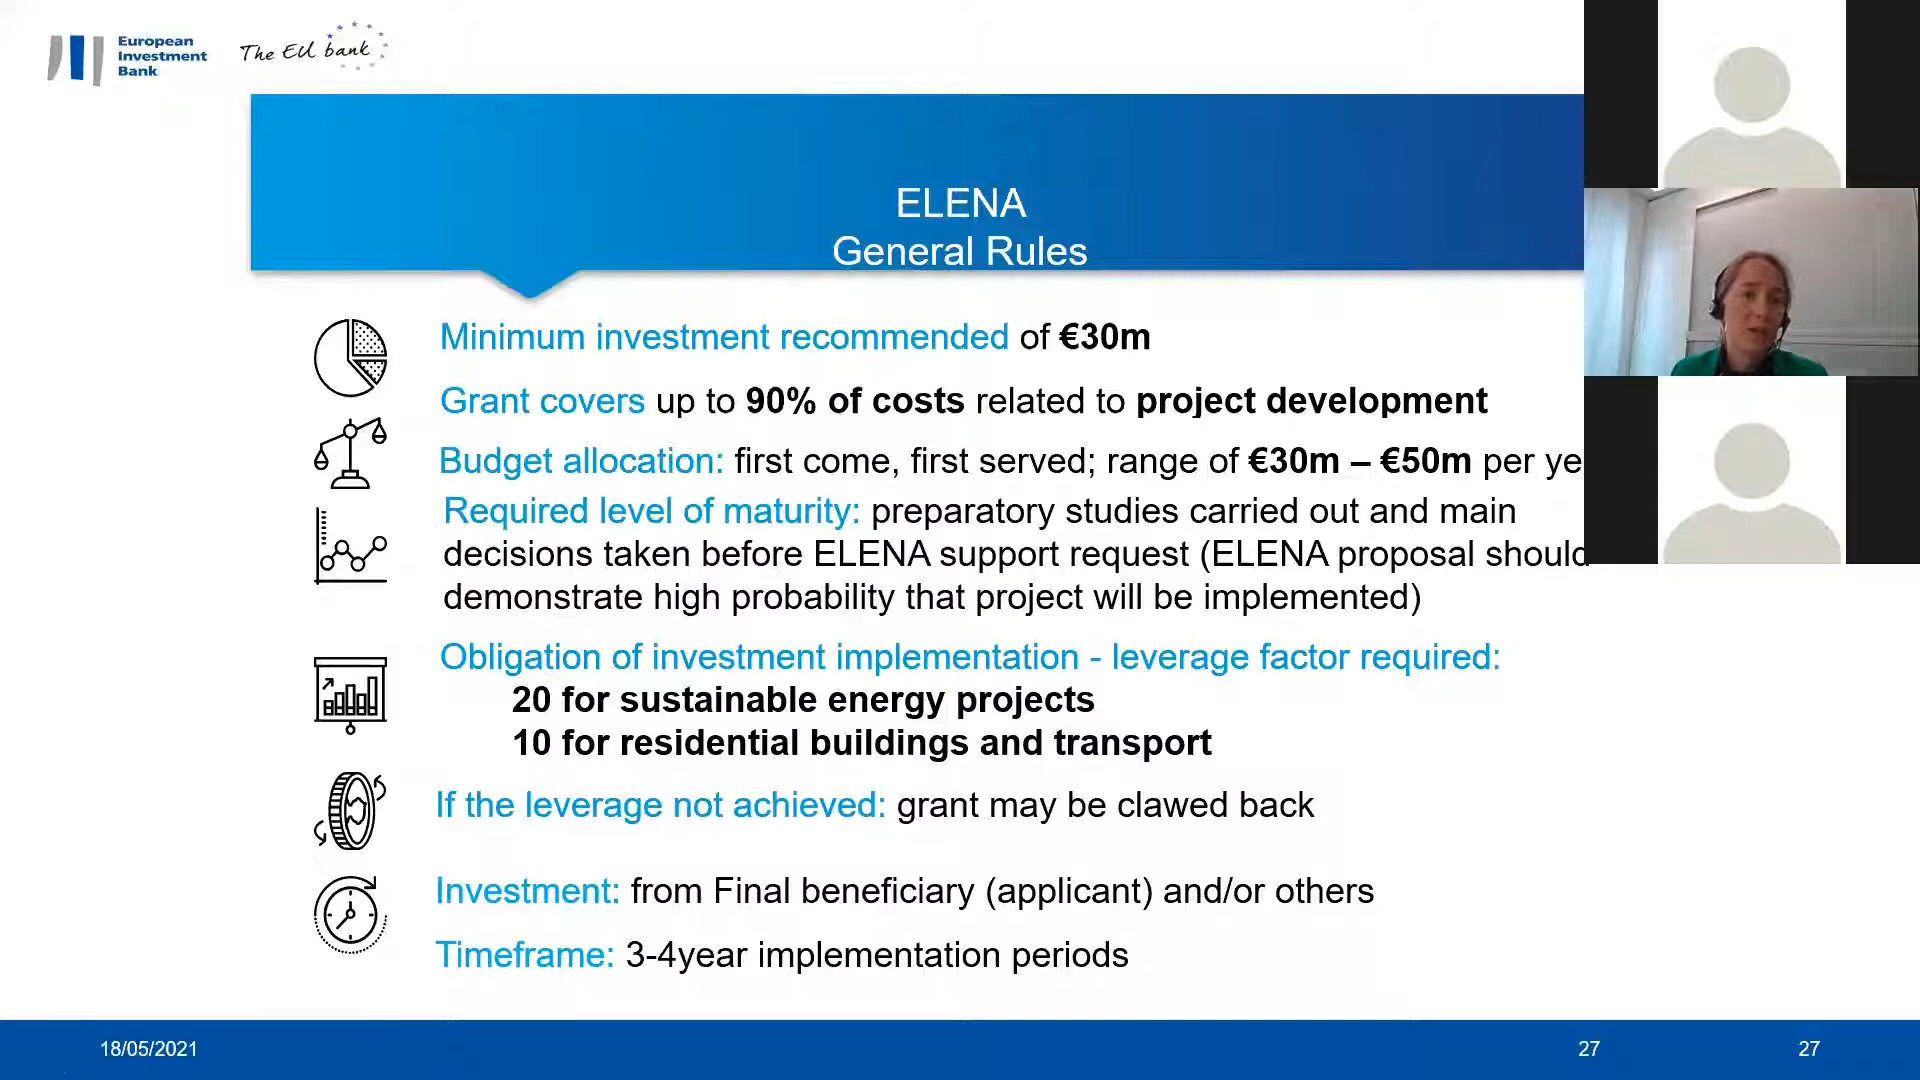 European
Investment
Bank
The EU bank
ELENA
General Rules
Minimum investment recommended of €30m
Grant covers up to 90% of costs related to project development
Budget allocation: first come, first served; range of €30m – €50m per ye
Required level of maturity: preparatory studies carried out and main
decisions taken before ELENA support request (ELENA proposal should
demonstrate high probability that project will be implemented)
Obligation of investment implementation - leverage factor required:
20 for sustainable energy projects
10 for residential buildings and transport
If the leverage not achieved: grant may be clawed back
Investment: from Final beneficiary (applicant) and/or others
Timeframe: 3-4year implementation periods
18/05/2021
27
27